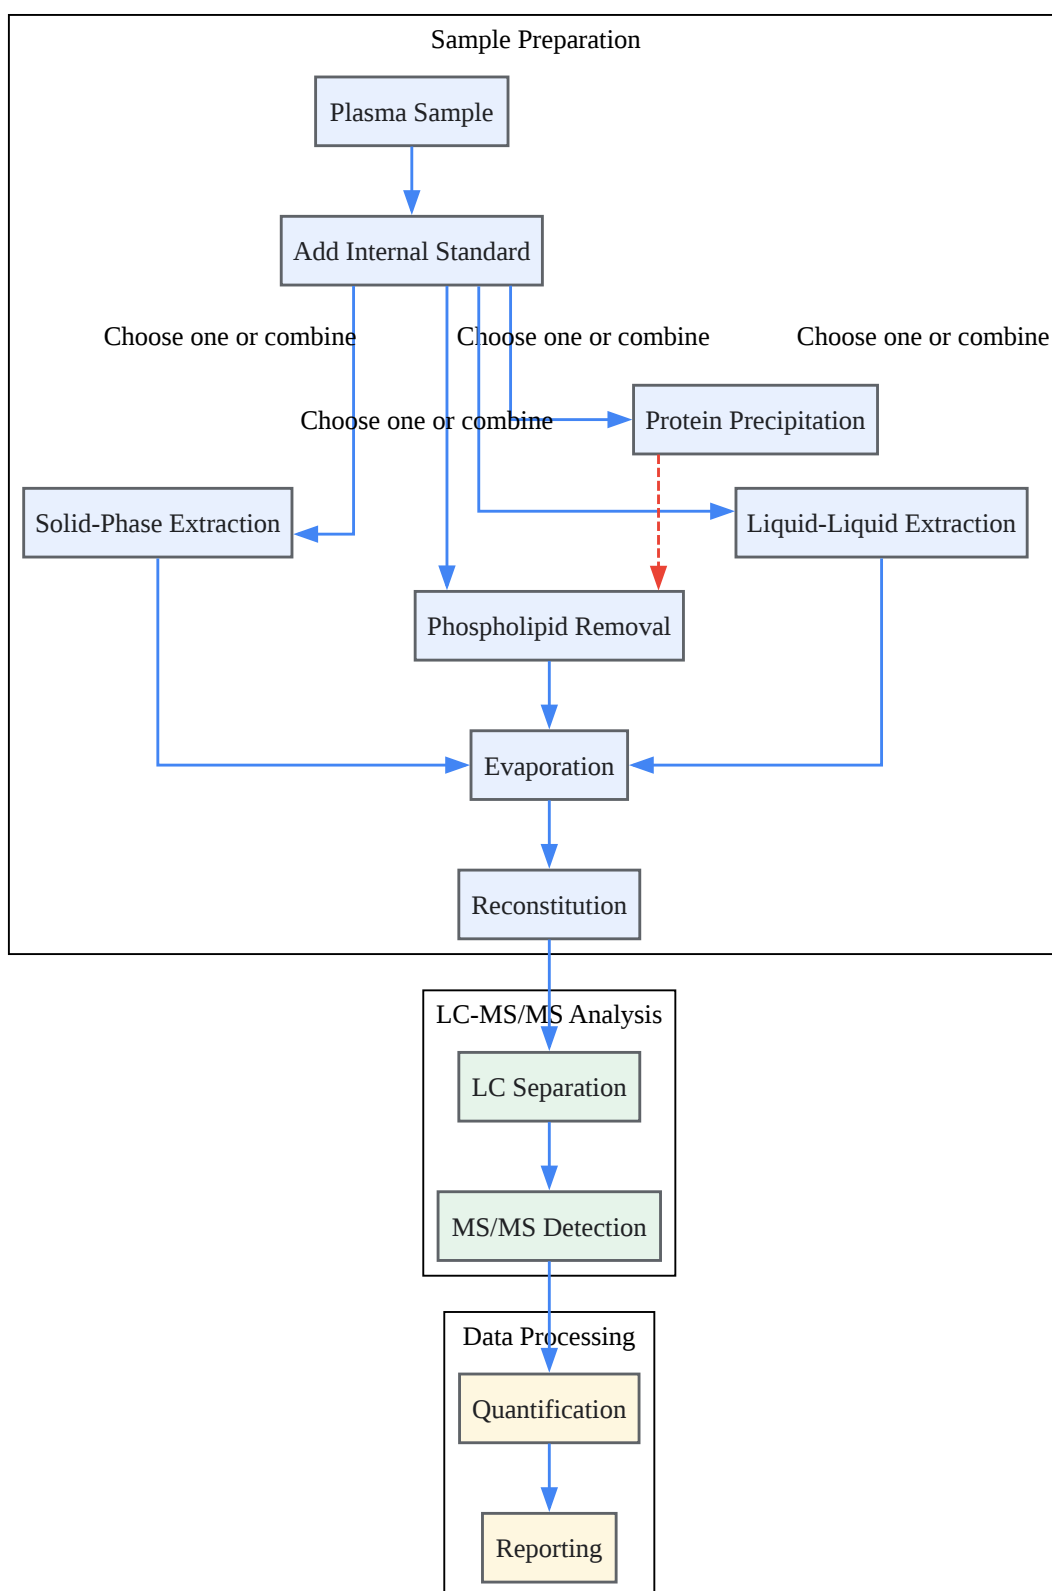 Sample Preparation
Plasma Sample
Add Internal Standard
Choose one or combine
Choose one or combine
Choose one or combine
Choose one or combine
Protein Precipitation
Solid-Phase Extraction
Liquid-Liquid Extraction
Phospholipid Removal
Evaporation
Reconstitution
LC-MS/MS Analysis
LC Separation
MS/MS Detection
Data Processing
Quantification
Reporting